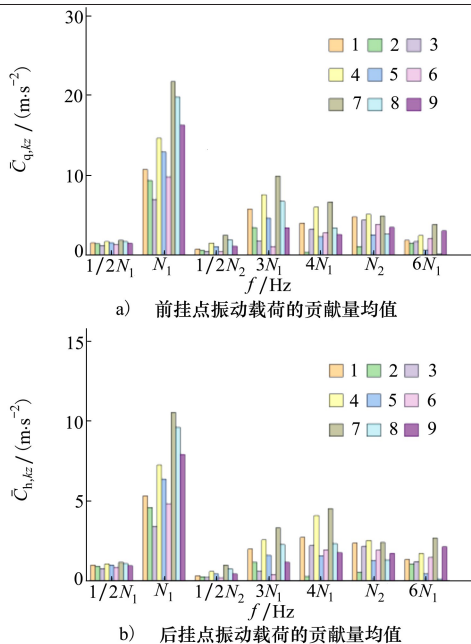 30
20
10
0
C̄q,kz / (m·s⁻²)
1 2 3
4 5 6
7 8 9
1/2N₁ N₁ 1/2N₂ 3N₁ 4N₁ N₂ 6N₁
f/Hz
a) 前挂点振动载荷的贡献量均值
15
10
5
0
C̄h,kz / (m·s⁻²)
1 2 3
4 5 6
7 8 9
1/2N₁ N₁ 1/2N₂ 3N₁ 4N₁ N₂ 6N₁
f/Hz
b) 后挂点振动载荷的贡献量均值